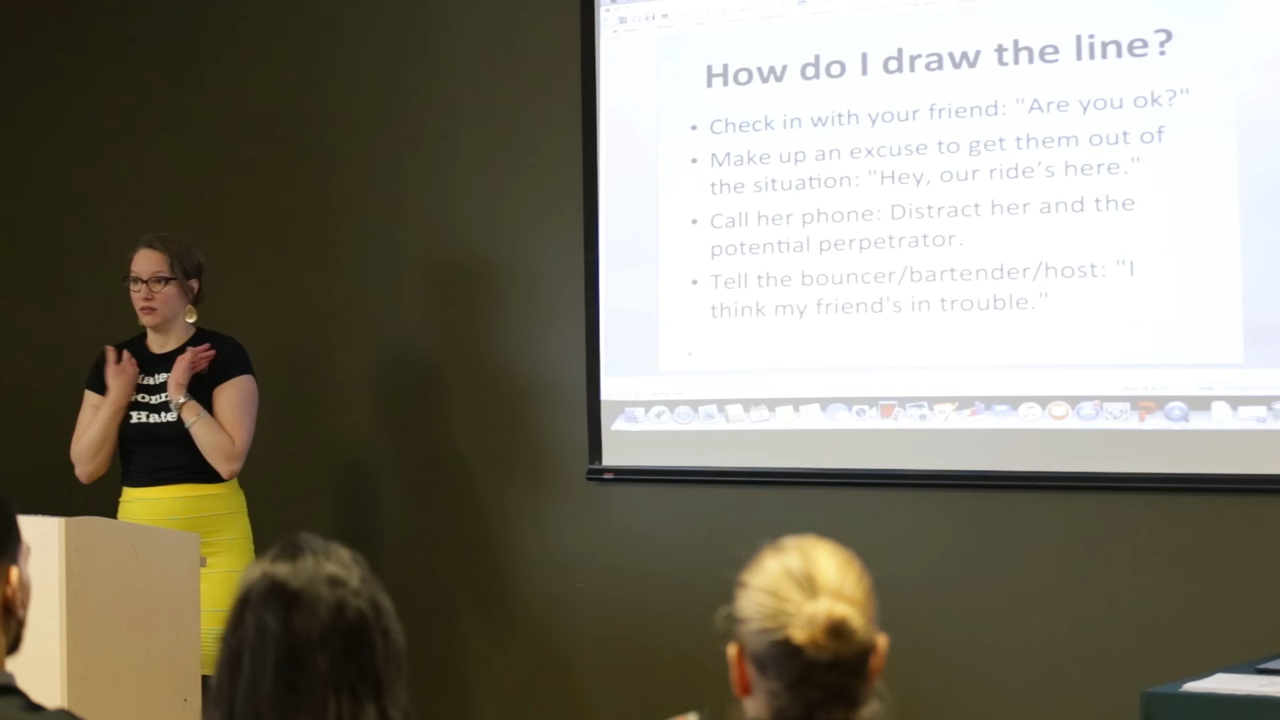 How do I draw the line?
• Check in with your friend: "Are you ok?"
• Make up an excuse to get them out of
the situation: "Hey, our ride’s here."
• Call her phone: Distract her and the
potential perpetrator.
• Tell the bouncer/bartender/host: "I
think my friend's in trouble."
Hate